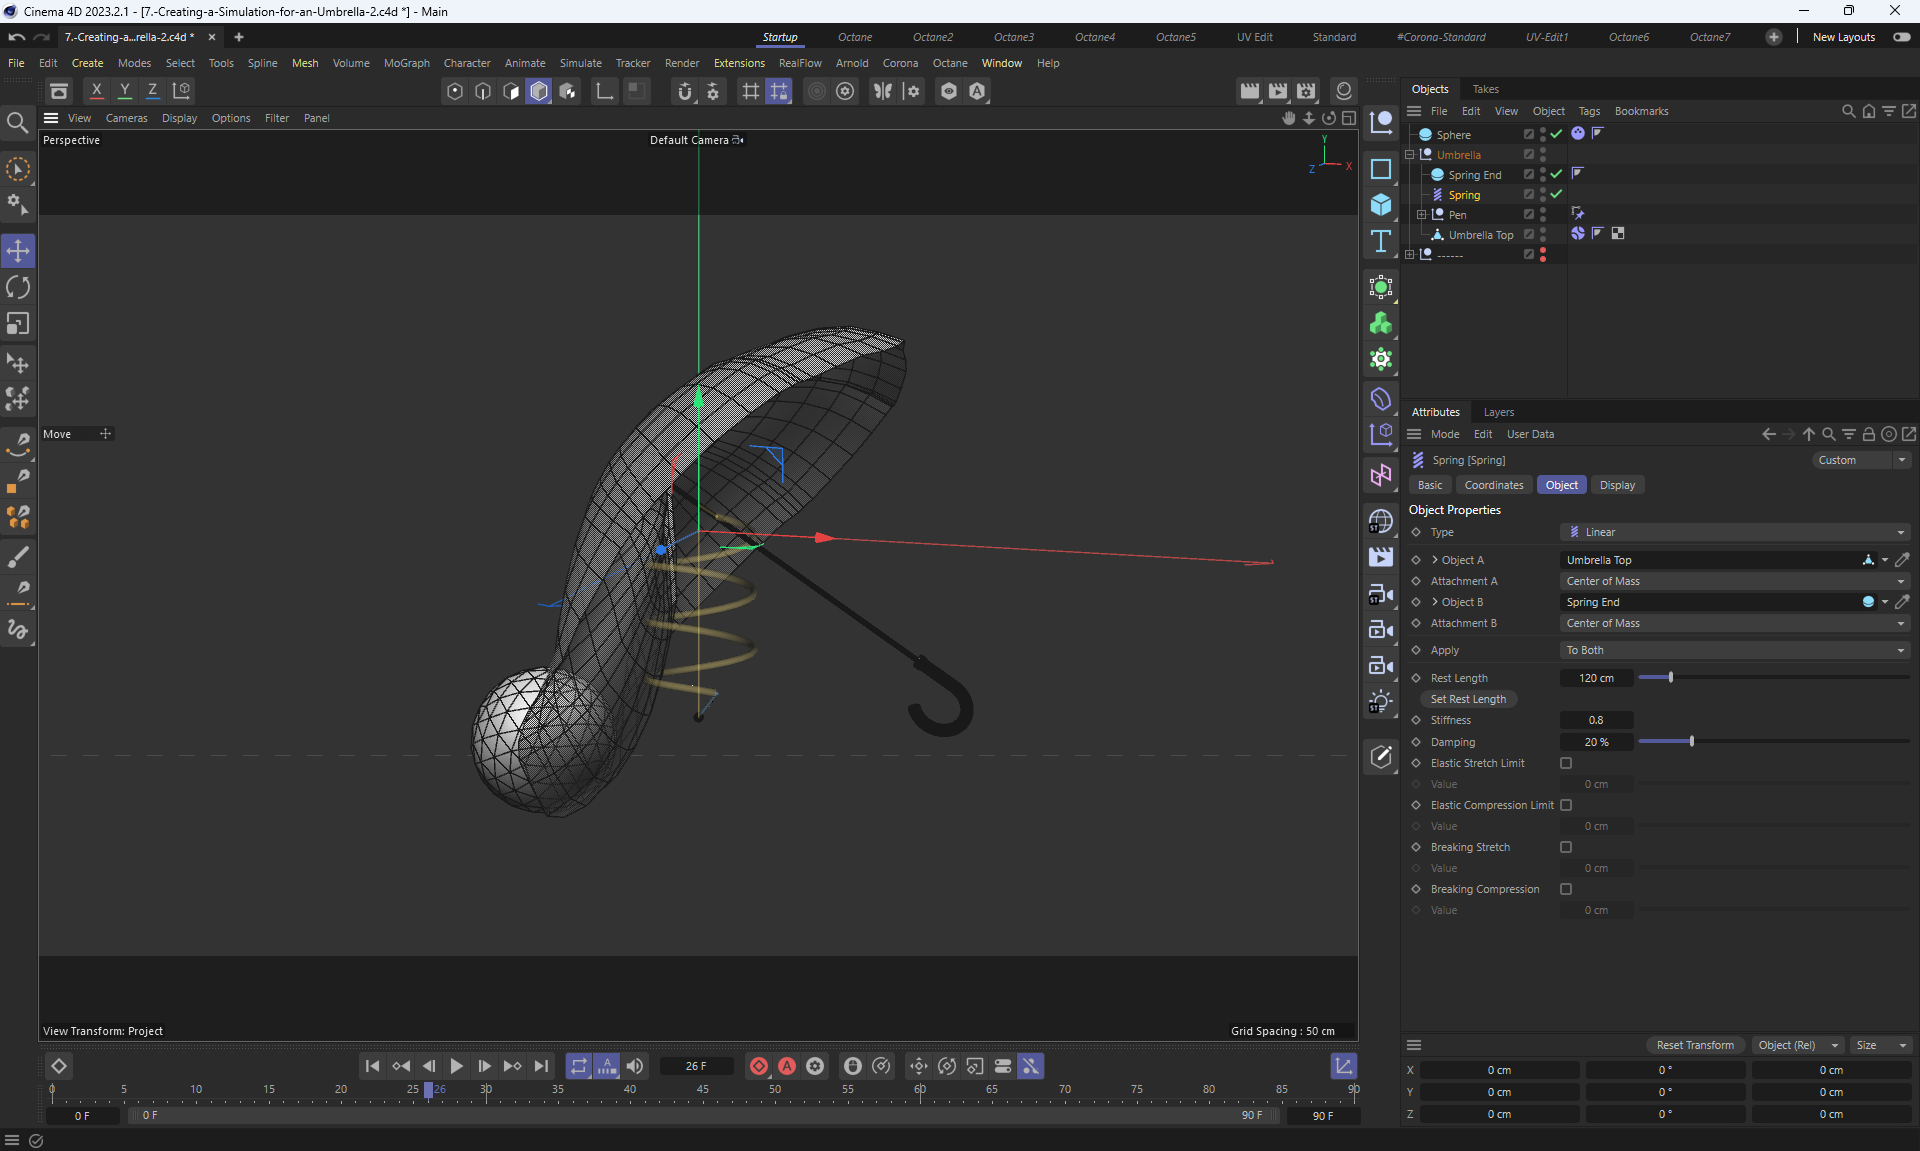 Cinema 4D 2023.2.1 - [7.-Creating-a-Simulation-for-an-Umbrella-2.c4d *] - Main
7.-Creating-a...rella-2.c4d *
Startup Octane Octane2 Octane3 Octane4 Octane5 UV Edit Standard #Corona-Standard UV-Edit1 Octane6 Octane7 New Layouts
File Edit Create Modes Select Tools Spline Mesh Volume MoGraph Character Animate Simulate Tracker Render Extensions RealFlow Arnold Corona Octane Window Help
X Y Z
View Cameras Display Options Filter Panel
Perspective
Default Camera
Y
X
Z
Move
View Transform: Project
Grid Spacing : 50 cm
Objects Takes
File Edit View Object Tags Bookmarks
Sphere
Umbrella
Spring End
Spring
Pen
Umbrella Top
------
Attributes Layers
Mode Edit User Data
Spring [Spring] Custom
Basic Coordinates Object Display
Object Properties
Type Linear
Object A Umbrella Top
Attachment A Center of Mass
Object B Spring End
Attachment B Center of Mass
Apply To Both
Rest Length 120 cm
Set Rest Length
Stiffness 0.8
Damping 20 %
Elastic Stretch Limit
Value 0 cm
Elastic Compression Limit
Value 0 cm
Breaking Stretch
Value 0 cm
Breaking Compression
Value 0 cm
Reset Transform Object (Rel) Size
X 0 cm 0 ° 0 cm
Y 0 cm 0 ° 0 cm
Z 0 cm 0 ° 0 cm
26 F
0 5 10 15 20 25 26 30 35 40 45 50 55 60 65 70 75 80 85 90
0 F 0 F 90 F 90 F